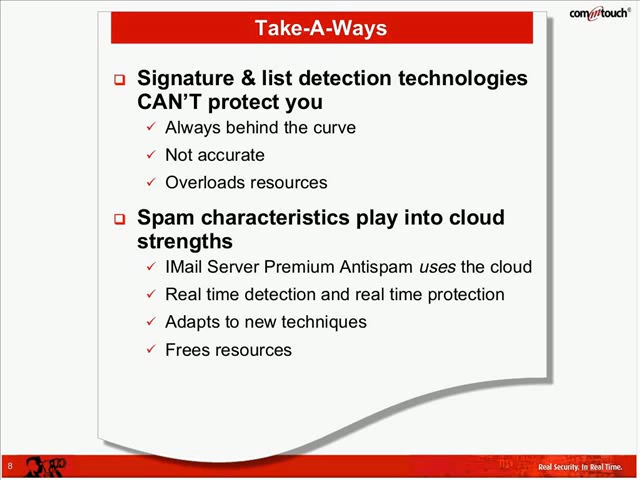 Take-A-Ways
commtouch®
Signature & list detection technologies
CAN'T protect you
Always behind the curve
Not accurate
Overloads resources
Spam characteristics play into cloud
strengths
IMail Server Premium Antispam uses the cloud
Real time detection and real time protection
Adapts to new techniques
Frees resources
8
Real Security. In Real Time.